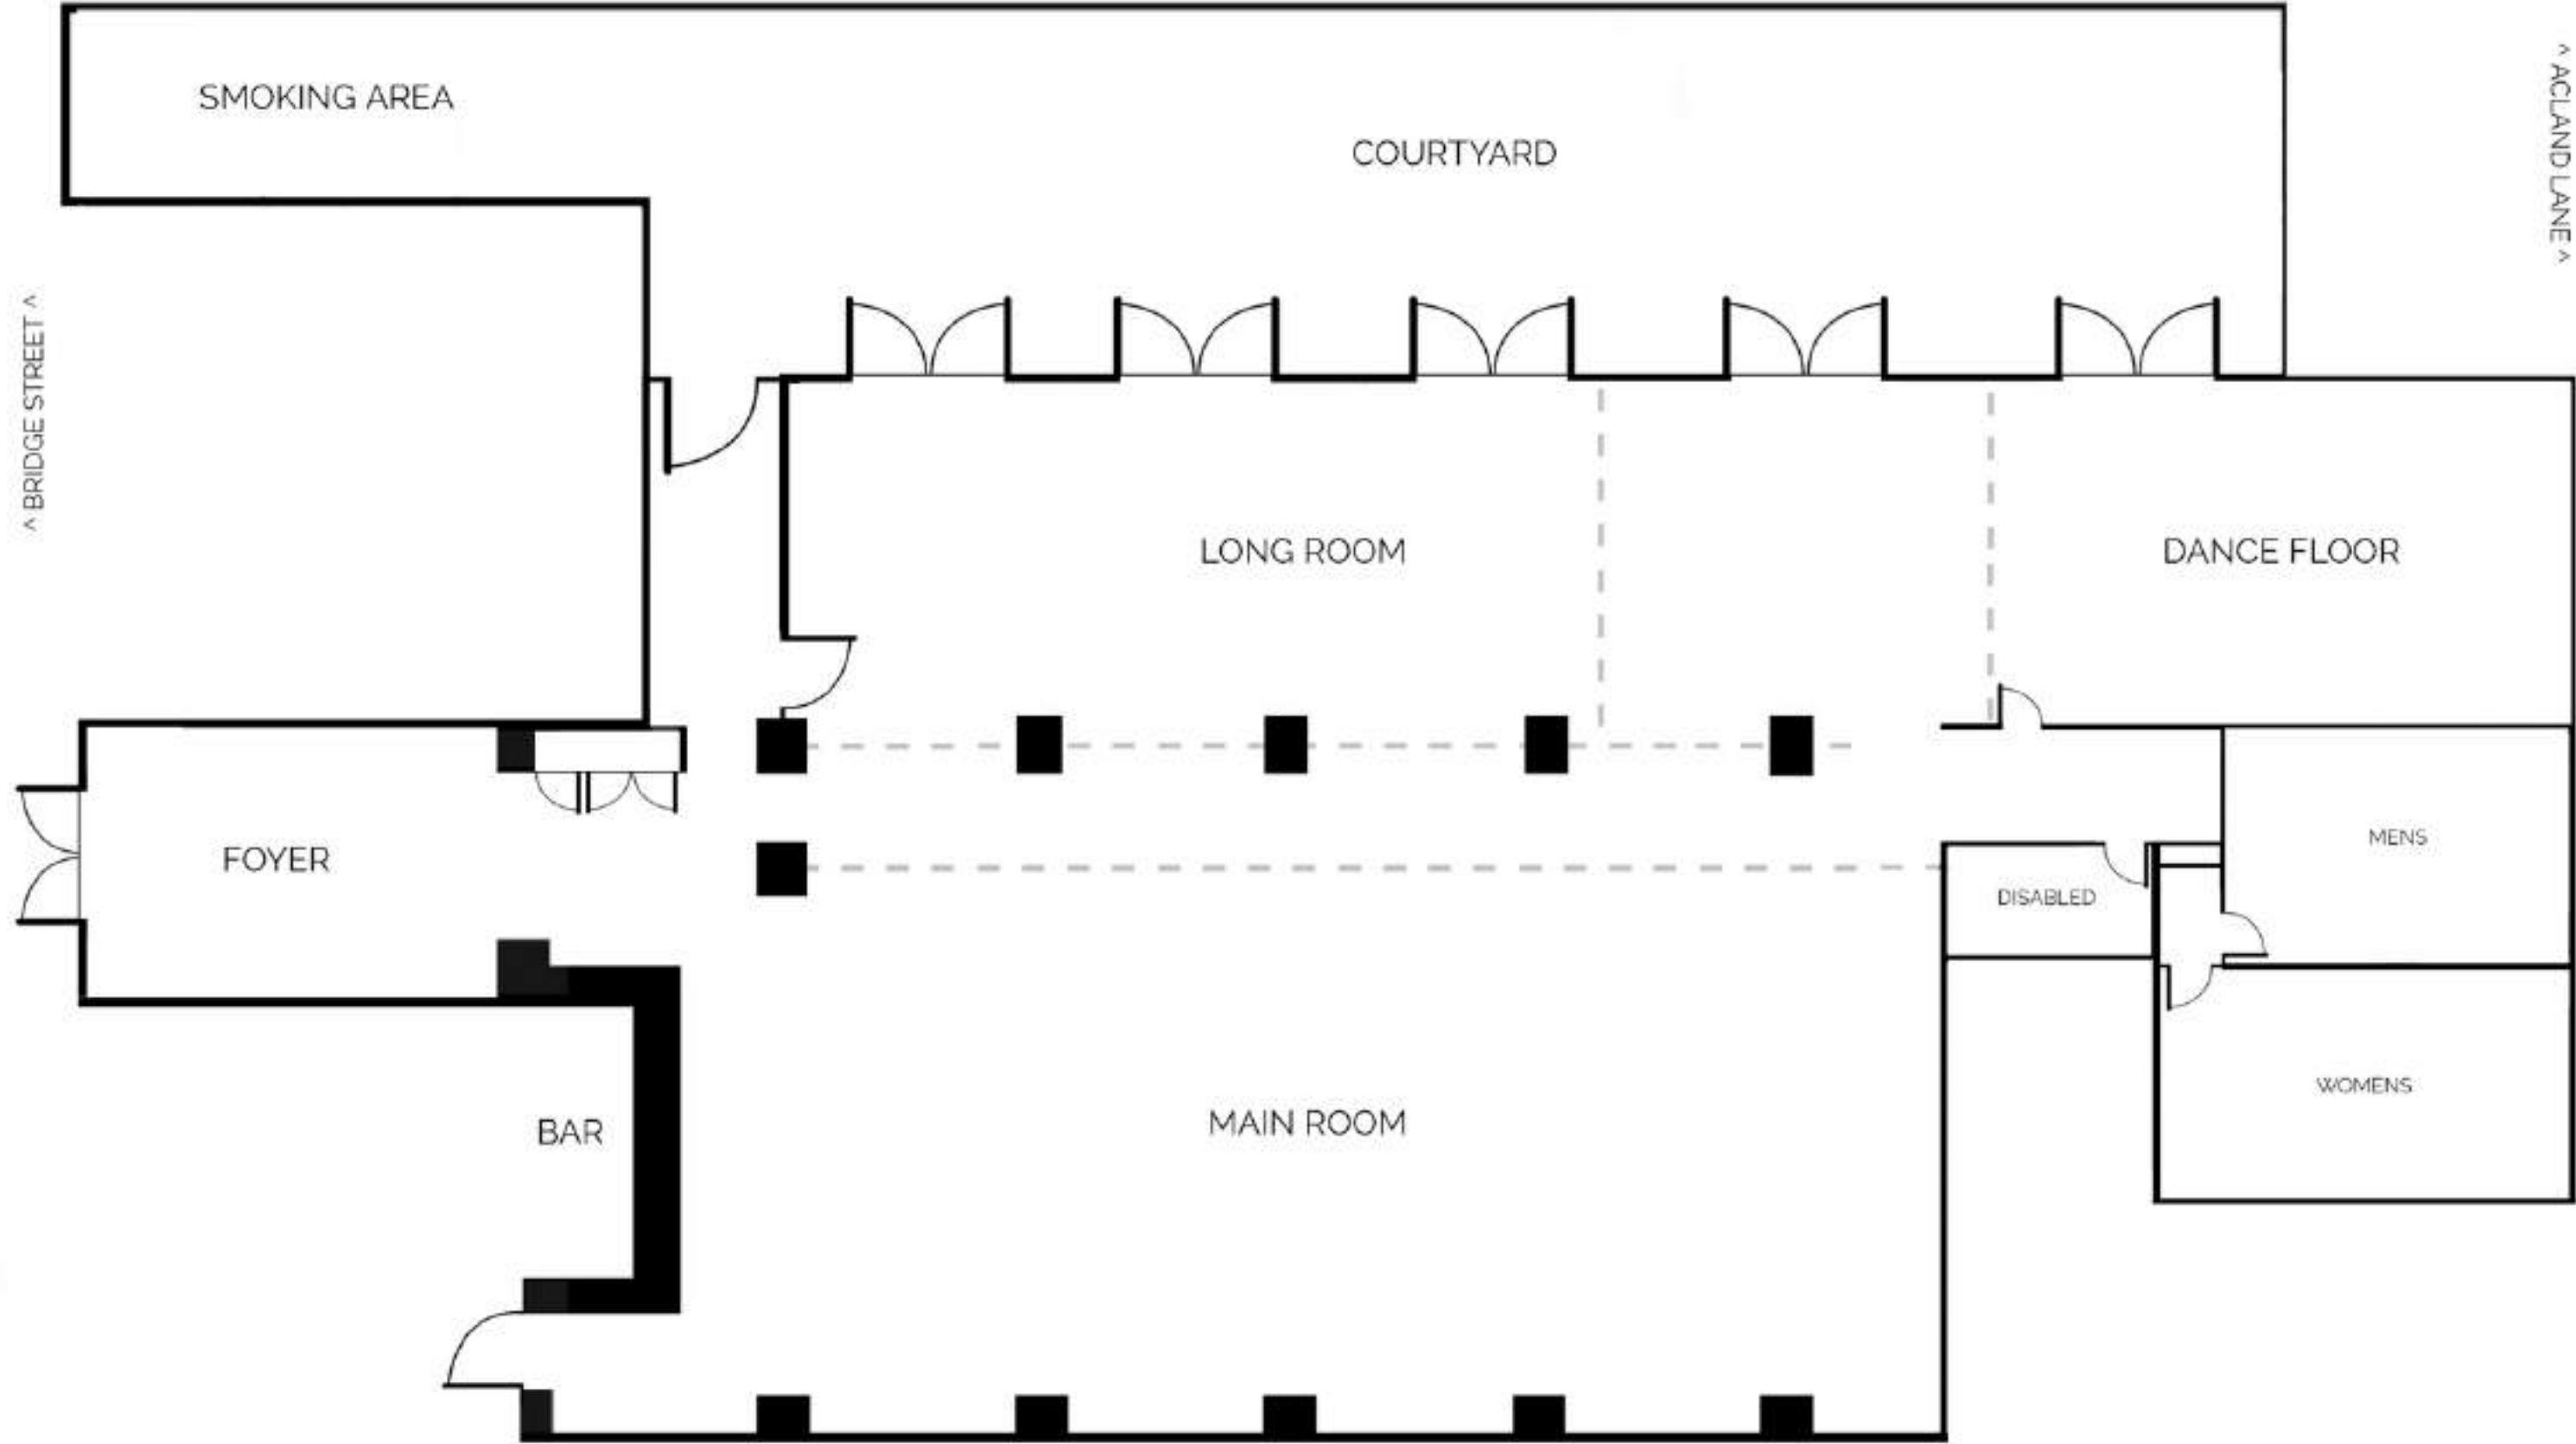 SMOKING AREA
COURTYARD
^ ACLAND LANE ^
^ BRIDGE STREET ^
LONG ROOM
DANCE FLOOR
FOYER
MENS
DISABLED
BAR
MAIN ROOM
WOMENS